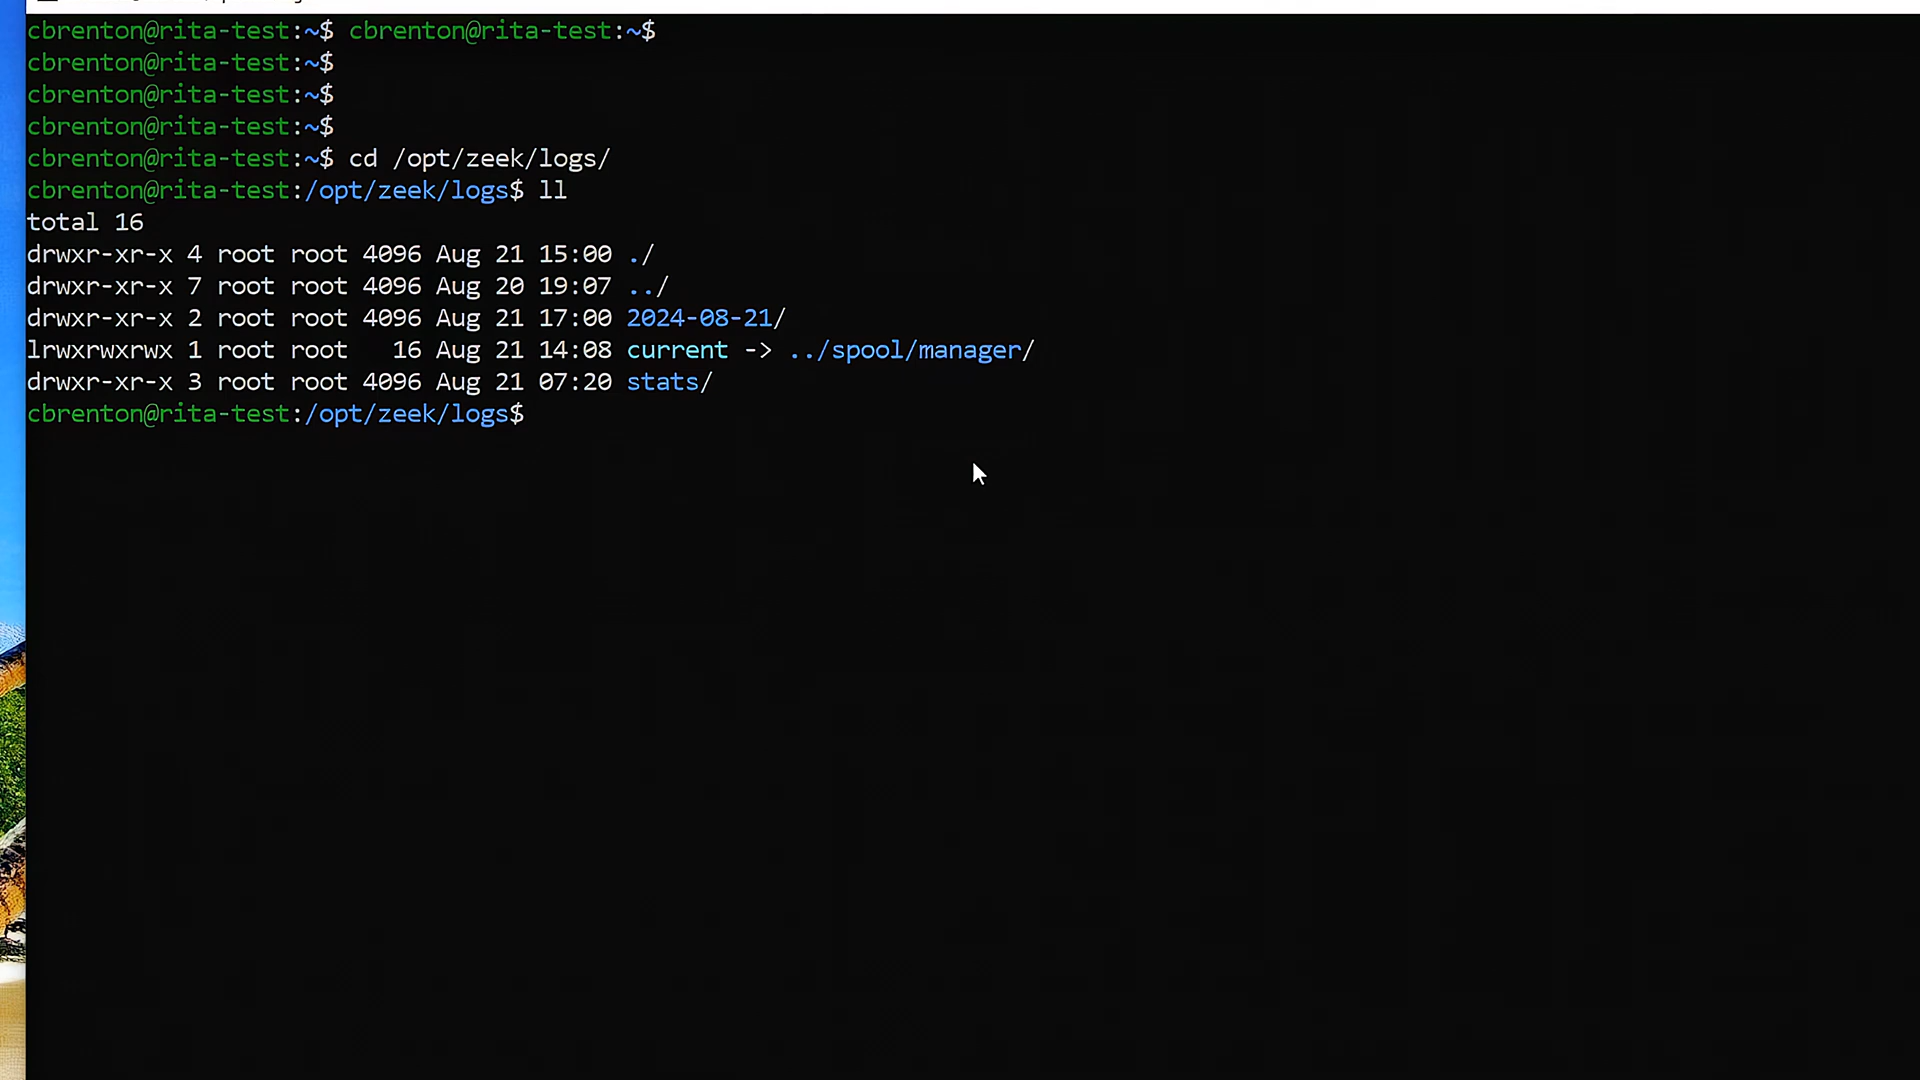 cbrenton@rita-test:~$ cbrenton@rita-test:~$
cbrenton@rita-test:~$
cbrenton@rita-test:~$
cbrenton@rita-test:~$
cbrenton@rita-test:~$ cd /opt/zeek/logs/
cbrenton@rita-test:/opt/zeek/logs$ ll
total 16
drwxr-xr-x 4 root root 4096 Aug 21 15:00 ./
drwxr-xr-x 7 root root 4096 Aug 20 19:07 ../
drwxr-xr-x 2 root root 4096 Aug 21 17:00 2024-08-21/
lrwxrwxrwx 1 root root   16 Aug 21 14:08 current -> ../spool/manager/
drwxr-xr-x 3 root root 4096 Aug 21 07:20 stats/
cbrenton@rita-test:/opt/zeek/logs$